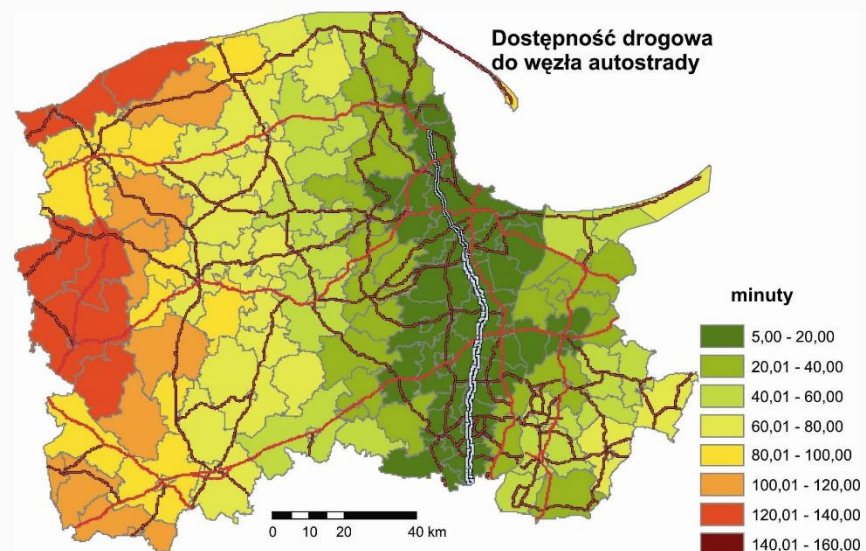 Dostępność drogowa
do węzła autostrady
minuty
5,00 - 20,00
20,01 - 40,00
40,01 - 60,00
60,01 - 80,00
80,01 - 100,00
100,01 - 120,00
120,01 - 140,00
140,01 - 160,00
0 10 20 40 km